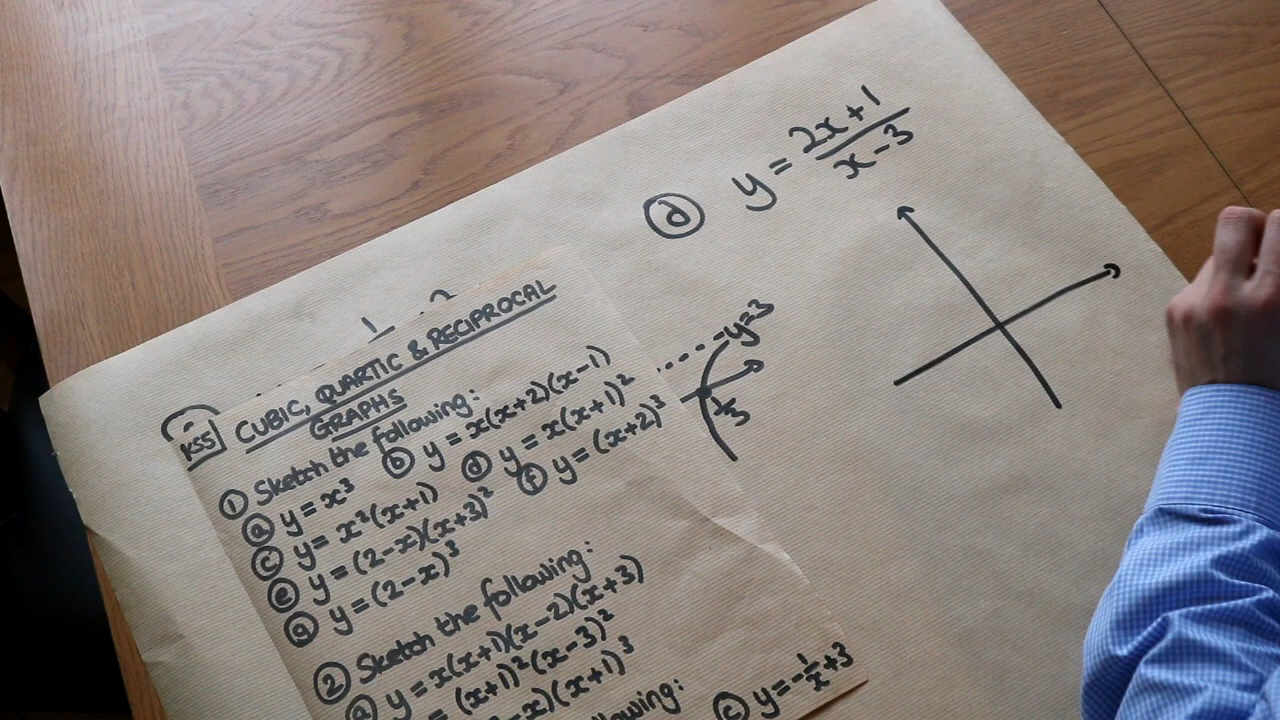 ⓓ y = (2x+1)/(x-3)
y=3
1/3
KS5 CUBIC, QUARTIC & RECIPROCAL
GRAPHS
① Sketch the following:
ⓐ y = x³ ⓑ y = x(x+2)(x-1)
ⓒ y = x²(x+1) ⓓ y = x(x+1)²
ⓔ y = (2-x)(x+3)² ⓕ y = (x+2)³
ⓖ y = (2-x)³
② Sketch the following:
ⓐ y = x(x+1)(x-2)(x+3)
= (x+1)²(x-3)²
-x)(x+1)³
llowing:
ⓒ y = -1/x + 3